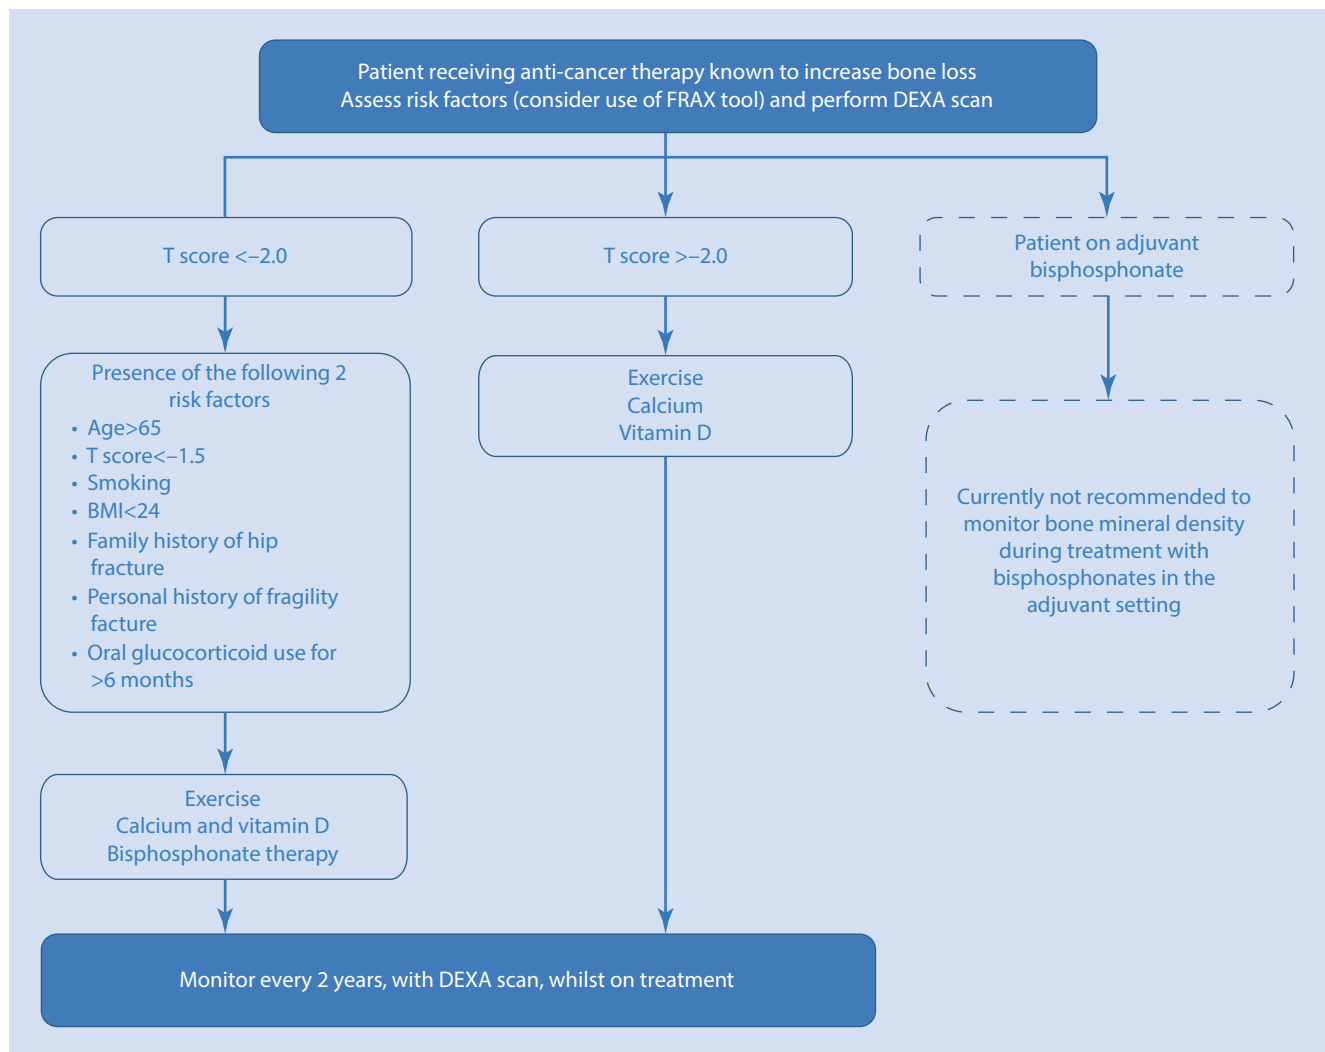 Patient receiving anti-cancer therapy known to increase bone loss
Assess risk factors (consider use of FRAX tool) and perform DEXA scan
T score <–2.0
T score >–2.0
Patient on adjuvant
bisphosphonate
Presence of the following 2
risk factors
• Age>65
• T score<–1.5
• Smoking
• BMI<24
• Family history of hip
fracture
• Personal history of fragility
facture
• Oral glucocorticoid use for
>6 months
Exercise
Calcium
Vitamin D
Currently not recommended to
monitor bone mineral density
during treatment with
bisphosphonates in the
adjuvant setting
Exercise
Calcium and vitamin D
Bisphosphonate therapy
Monitor every 2 years, with DEXA scan, whilst on treatment